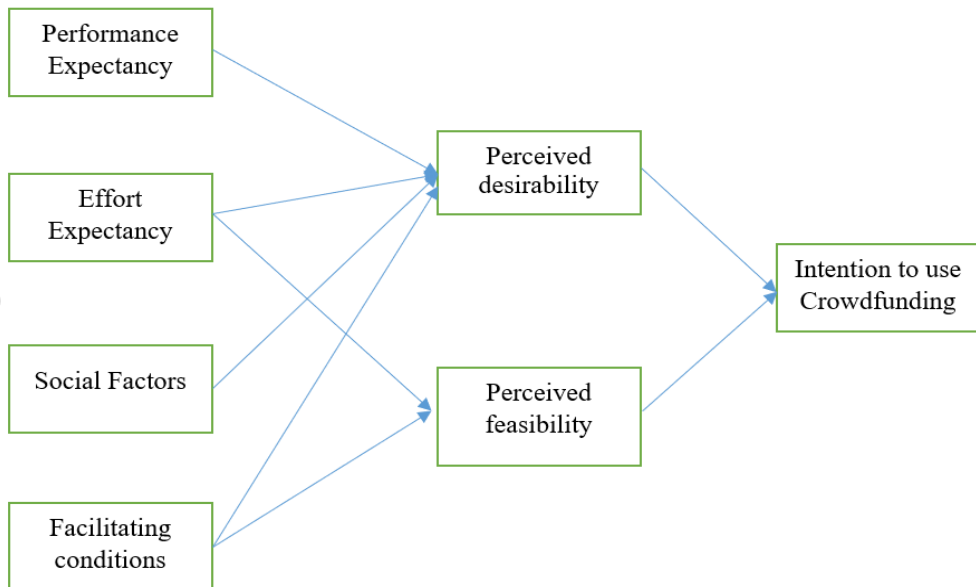 Performance
Expectancy
Effort
Expectancy
Social Factors
Facilitating
conditions
Perceived
desirability
Perceived
feasibility
Intention to use
Crowdfunding